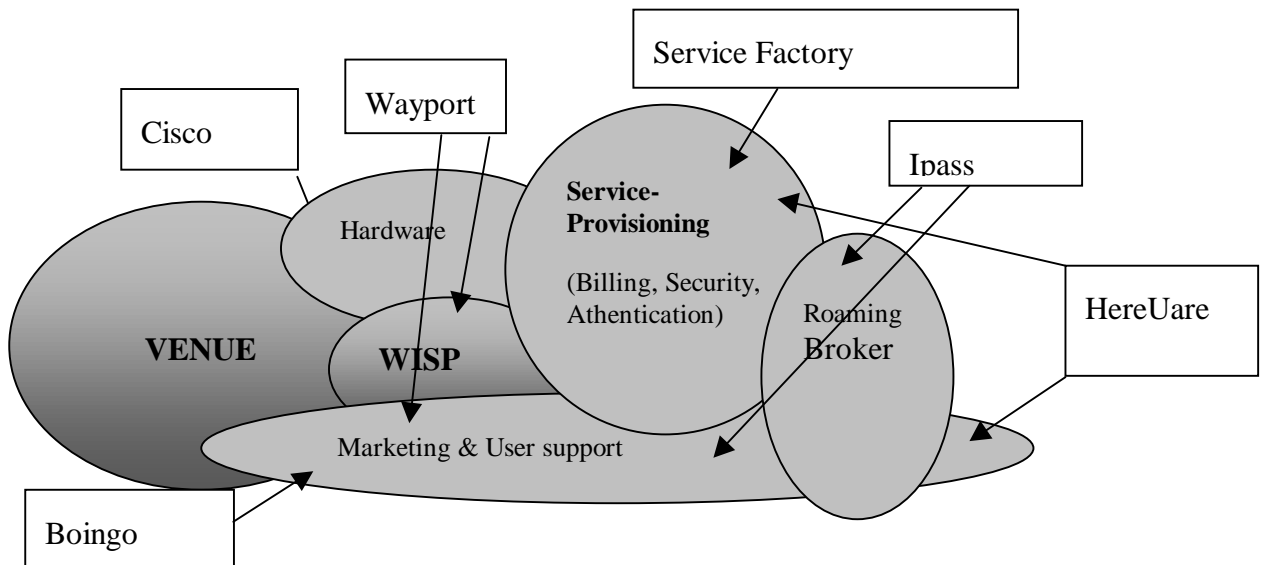 Service Factory
Wayport
Cisco
Ipass
Service-
Provisioning
Hardware
(Billing, Security,
Athentication)
HereUare
Roaming
Broker
VENUE
WISP
Marketing & User support
Boingo